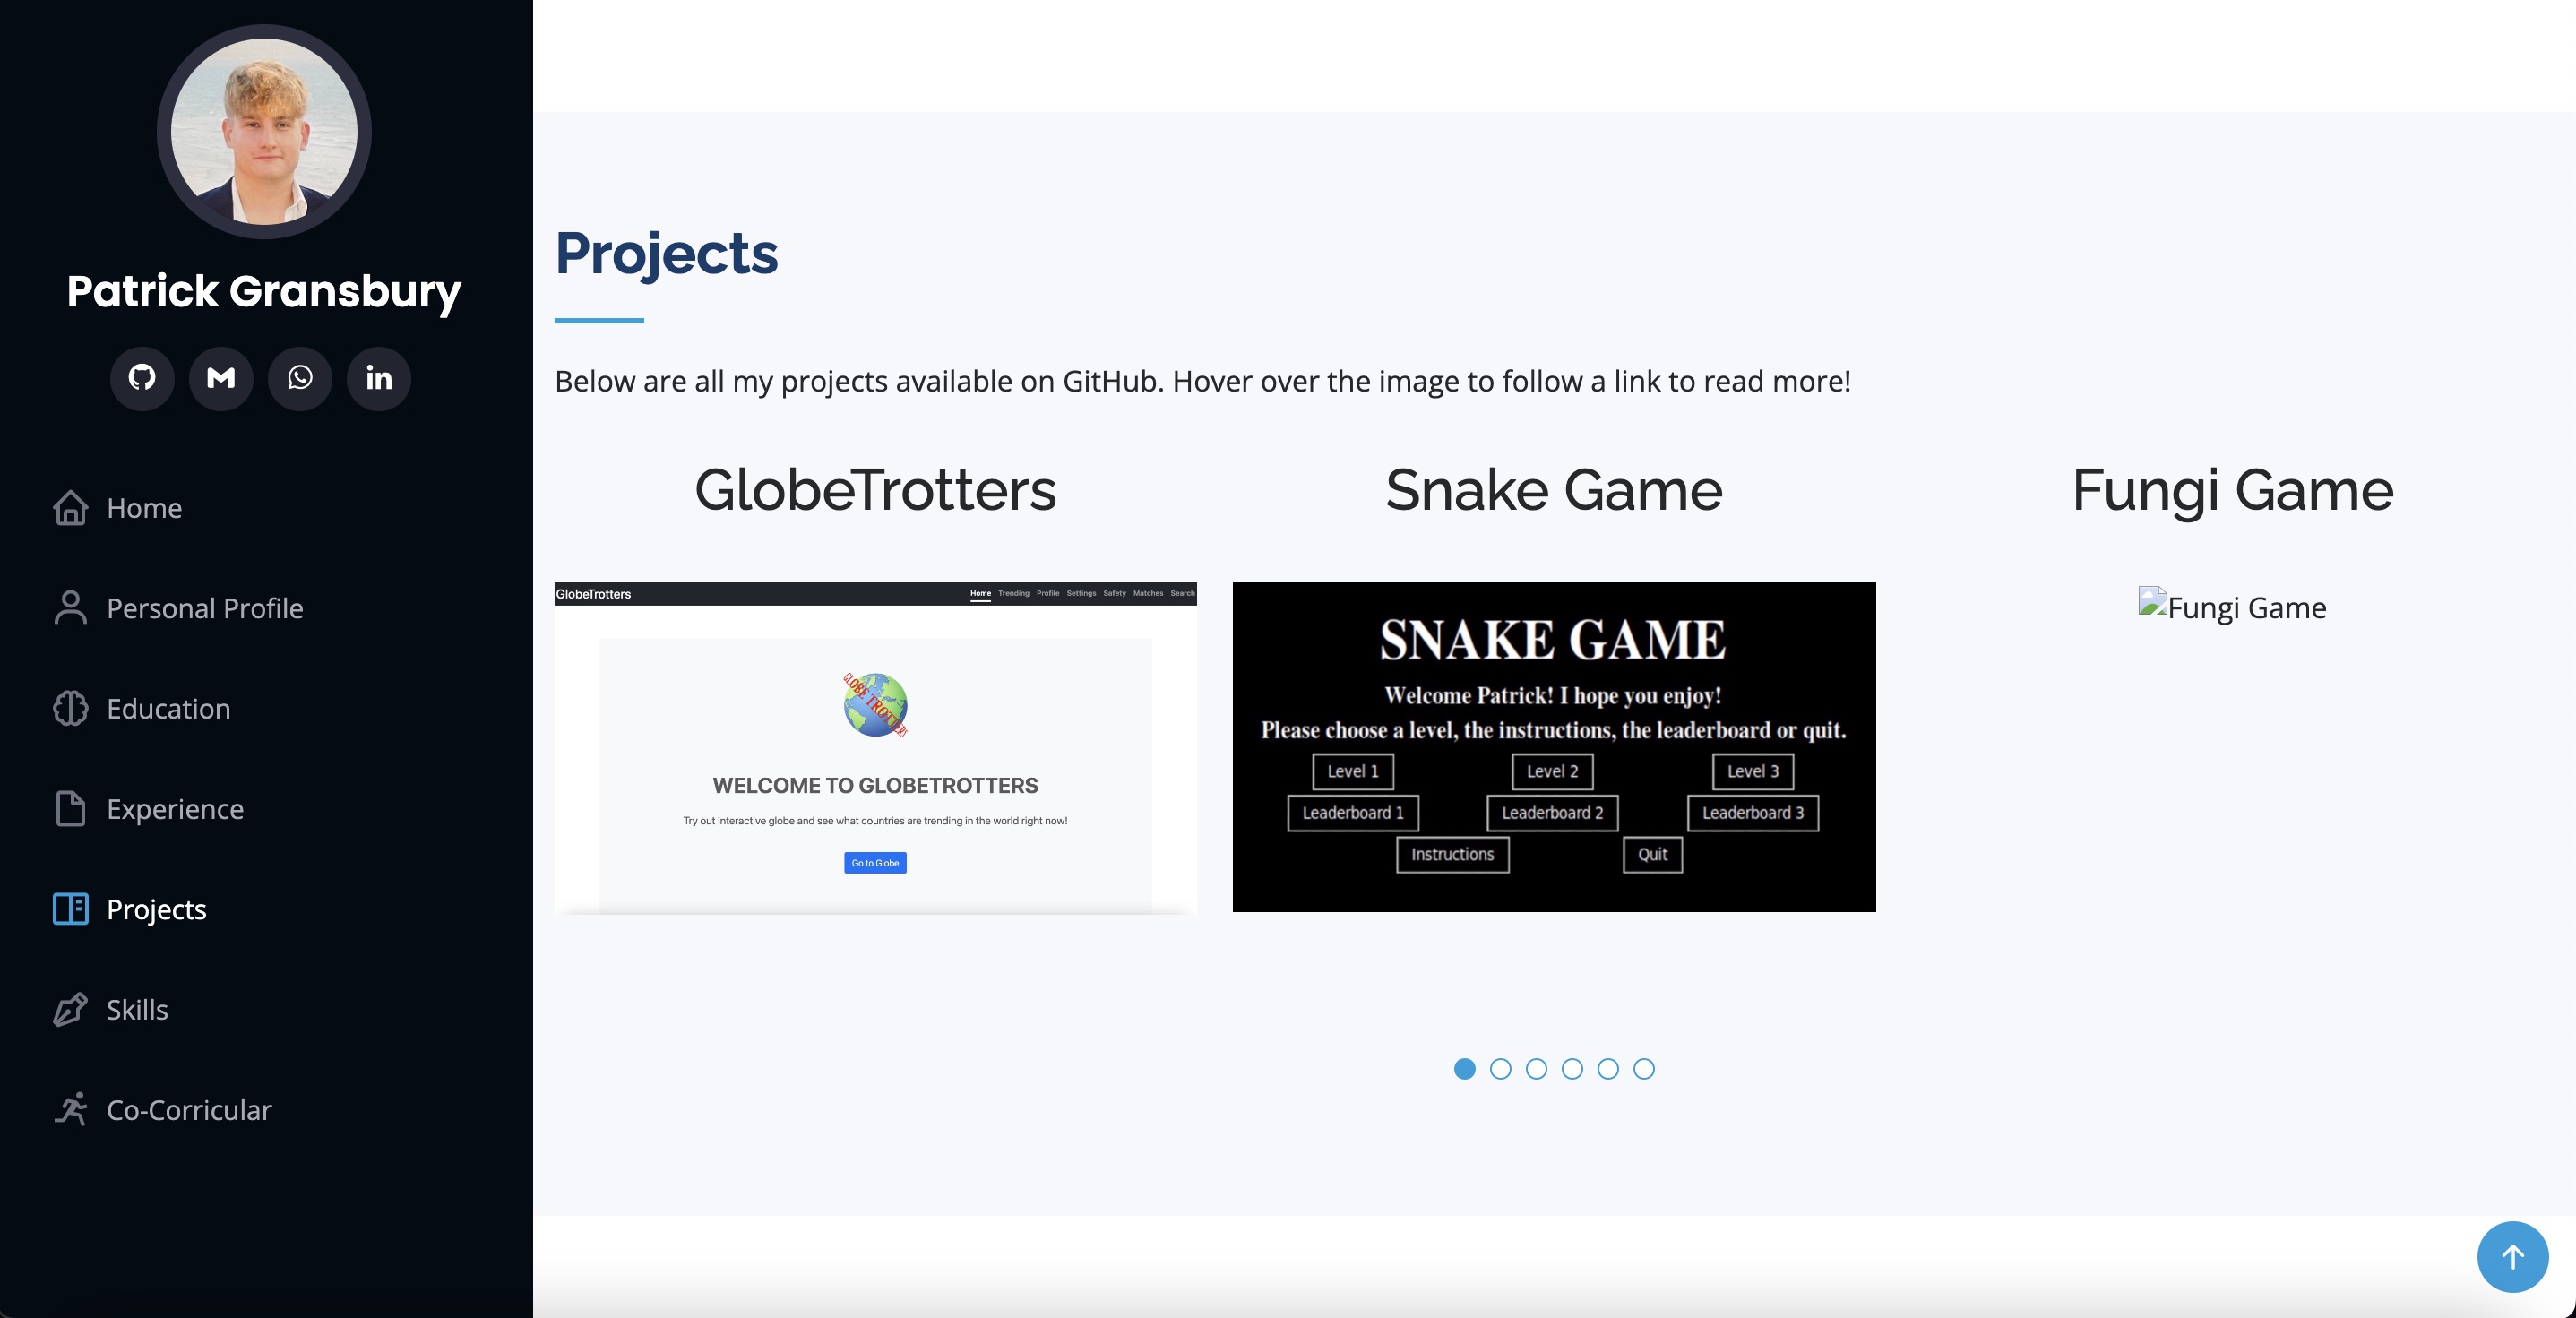 Patrick Gransbury
Home
Personal Profile
Education
Experience
Projects
Skills
Co-Corricular
Projects
Below are all my projects available on GitHub. Hover over the image to follow a link to read more!
GlobeTrotters
GlobeTrotters Home Trending Profile Settings Safety Matches Search
GLOBE TROTTERS
WELCOME TO GLOBETROTTERS
Try out interactive globe and see what countries are trending in the world right now!
Go to Globe
Snake Game
SNAKE GAME
Welcome Patrick! I hope you enjoy!
Please choose a level, the instructions, the leaderboard or quit.
Level 1 Level 2 Level 3
Leaderboard 1 Leaderboard 2 Leaderboard 3
Instructions Quit
Fungi Game
Fungi Game